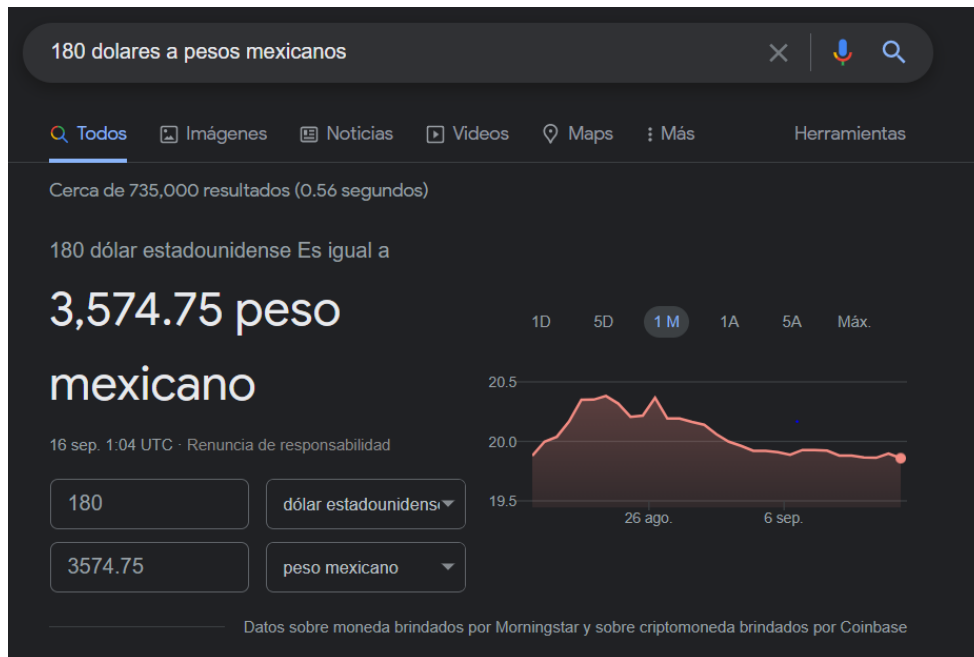 180 dolares a pesos mexicanos
Todos Imágenes Noticias Videos Maps Más Herramientas
Cerca de 735,000 resultados (0.56 segundos)
180 dólar estadounidense Es igual a
3,574.75 peso
mexicano
16 sep. 1:04 UTC · Renuncia de responsabilidad
180 dólar estadounidens
3574.75 peso mexicano
1D 5D 1 M 1A 5A Máx.
20.5
20.0
19.5
26 ago. 6 sep.
Datos sobre moneda brindados por Morningstar y sobre criptomoneda brindados por Coinbase